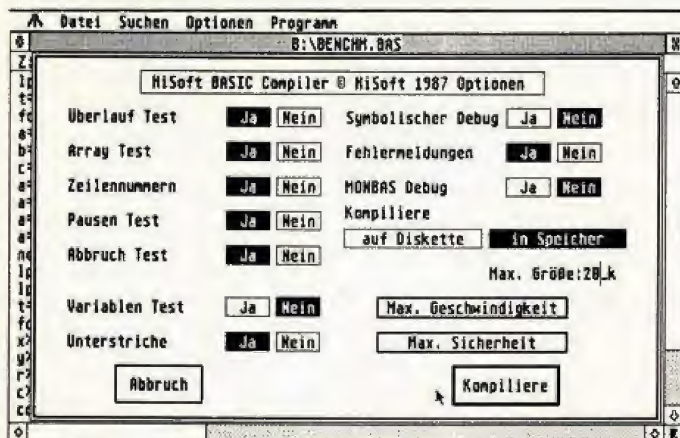 Datei Suchen Optionen Programm
B:\BENCHM.BAS
HiSoft BASIC Compiler © HiSoft 1987 Optionen
Überlauf Test Ja Nein
Array Test Ja Nein
Zeilennummern Ja Nein
Pausen Test Ja Nein
Abbruch Test Ja Nein
Variablen Test Ja Nein
Unterstriche Ja Nein
Symbolischer Debug Ja Nein
Fehlermeldungen Ja Nein
MONBAS Debug Ja Nein
Kompiliere
auf Diskette in Speicher
Max. Größe:20_k
Max. Geschwindigkeit
Max. Sicherheit
Abbruch Kompiliere